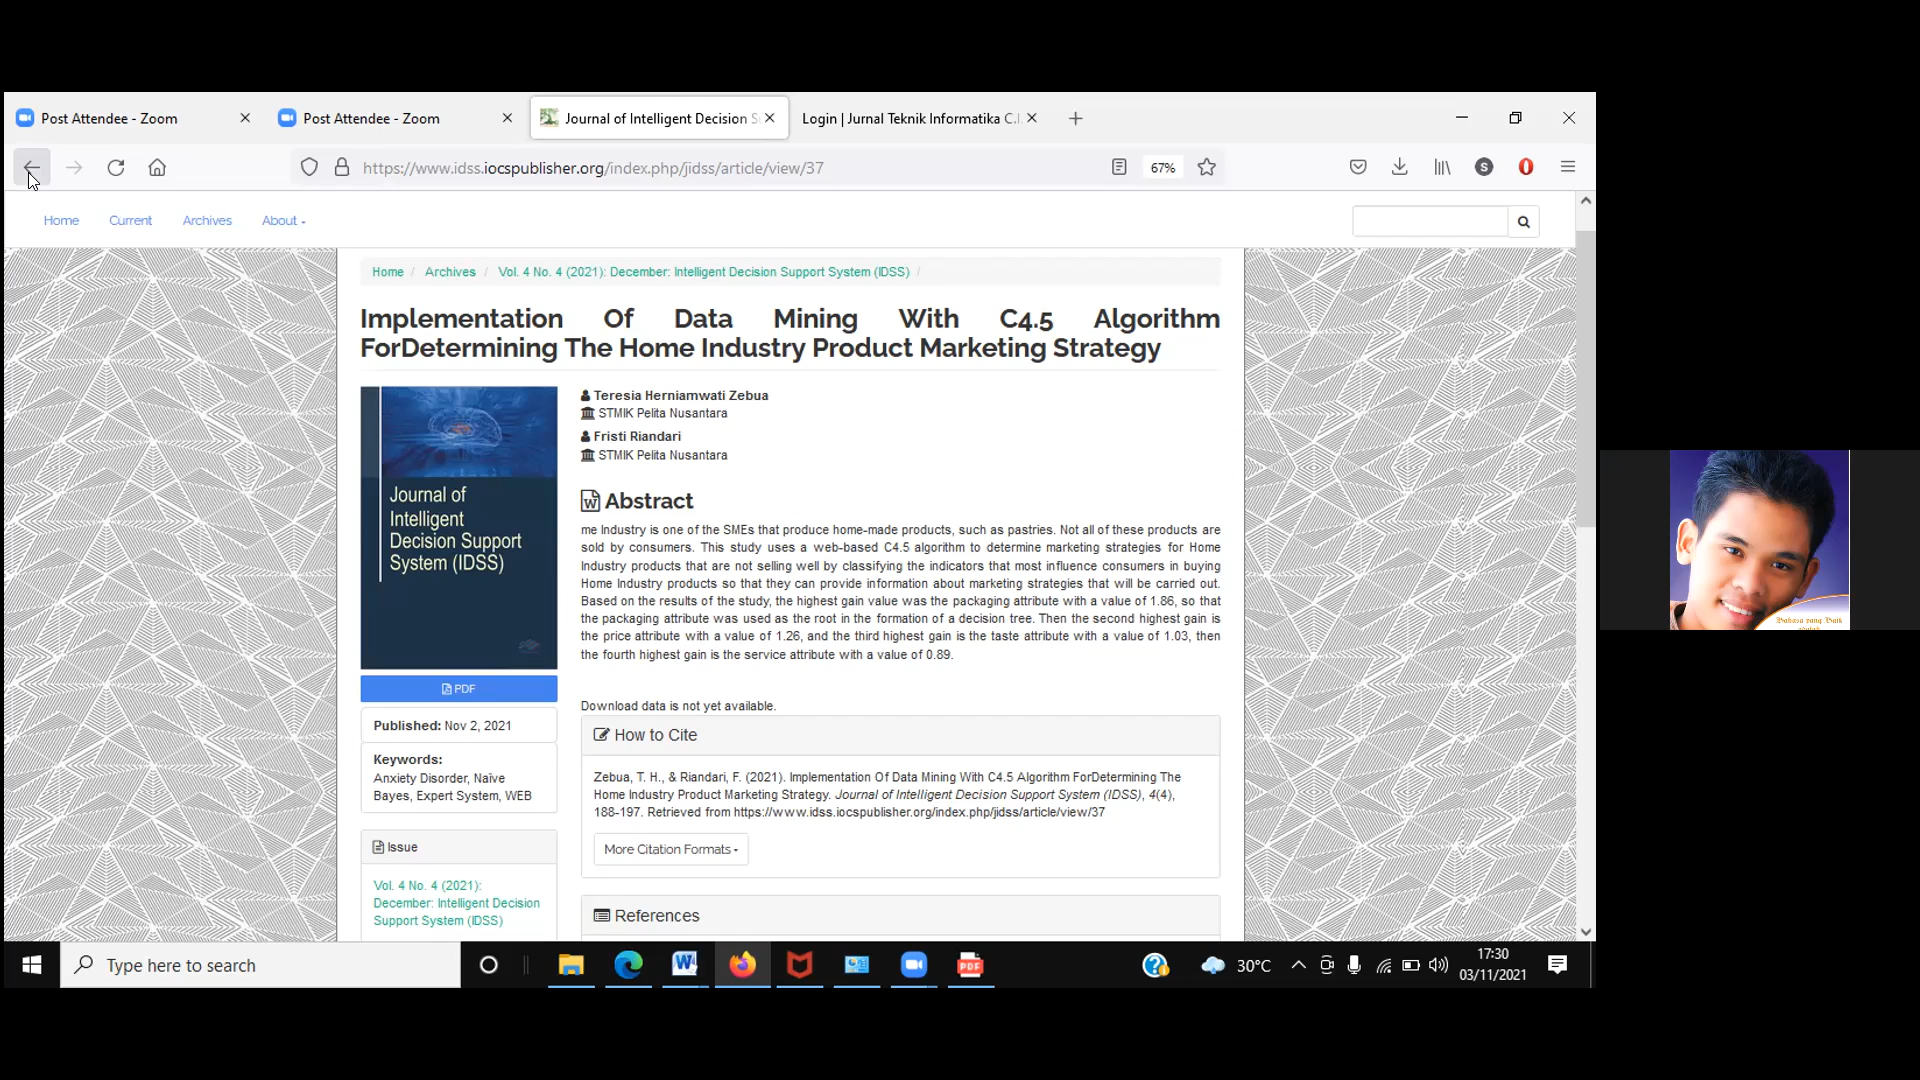 Post Attendee - Zoom
Post Attendee - Zoom
Journal of Intelligent Decision S
Login | Jurnal Teknik Informatika C.I
https://www.idss.iocspublisher.org/index.php/jidss/article/view/37
67%
S
Home
Current
Archives
About
Home / Archives / Vol. 4 No. 4 (2021): December: Intelligent Decision Support System (IDSS) /
Implementation Of Data Mining With C4.5 Algorithm
ForDetermining The Home Industry Product Marketing Strategy
Journal of
Intelligent
Decision Support
System (IDSS)
PDF
Published: Nov 2, 2021
Keywords:
Anxiety Disorder, Naïve
Bayes, Expert System, WEB
Issue
Vol. 4 No. 4 (2021):
December: Intelligent Decision
Support System (IDSS)
Teresia Herniamwati Zebua
STMIK Pelita Nusantara
Fristi Riandari
STMIK Pelita Nusantara
Abstract
me Industry is one of the SMEs that produce home-made products, such as pastries. Not all of these products are
sold by consumers. This study uses a web-based C4.5 algorithm to determine marketing strategies for Home
Industry products that are not selling well by classifying the indicators that most influence consumers in buying
Home Industry products so that they can provide information about marketing strategies that will be carried out.
Based on the results of the study, the highest gain value was the packaging attribute with a value of 1.86, so that
the packaging attribute was used as the root in the formation of a decision tree. Then the second highest gain is
the price attribute with a value of 1.26, and the third highest gain is the taste attribute with a value of 1.03, then
the fourth highest gain is the service attribute with a value of 0.89.
Download data is not yet available.
How to Cite
Zebua, T. H., & Riandari, F. (2021). Implementation Of Data Mining With C4.5 Algorithm ForDetermining The
Home Industry Product Marketing Strategy. Journal of Intelligent Decision Support System (IDSS), 4(4),
188-197. Retrieved from https://www.idss.iocspublisher.org/index.php/jidss/article/view/37
More Citation Formats
References
Bahasa yang Baik
Type here to search
PDF
30°C
17:30
03/11/2021